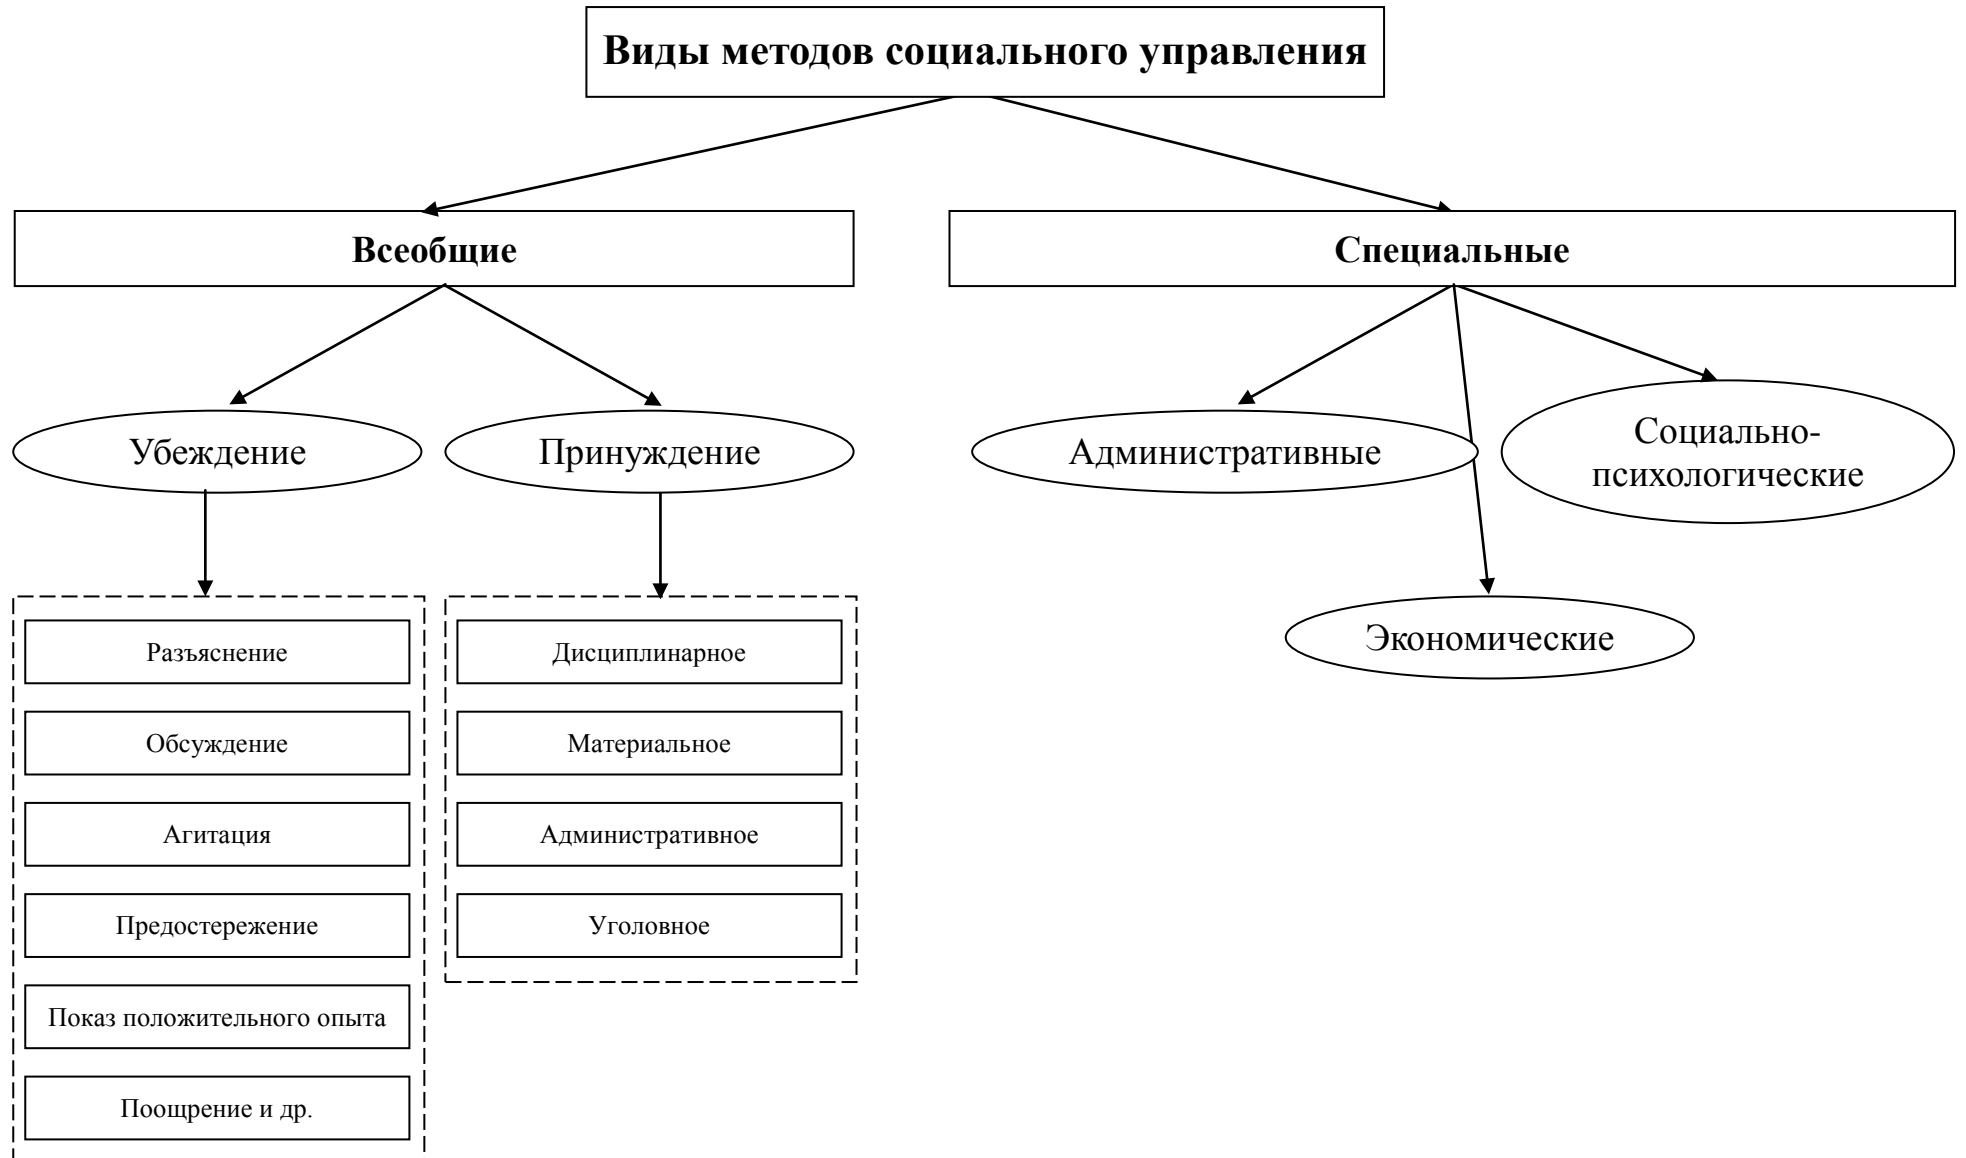 Виды методов социального управления
Всеобщие
Специальные
Убеждение
Принуждение
Административные
Социально-
психологические
Экономические
Разъяснение
Обсуждение
Агитация
Предостережение
Показ положительного опыта
Поощрение и др.
Дисциплинарное
Материальное
Административное
Уголовное